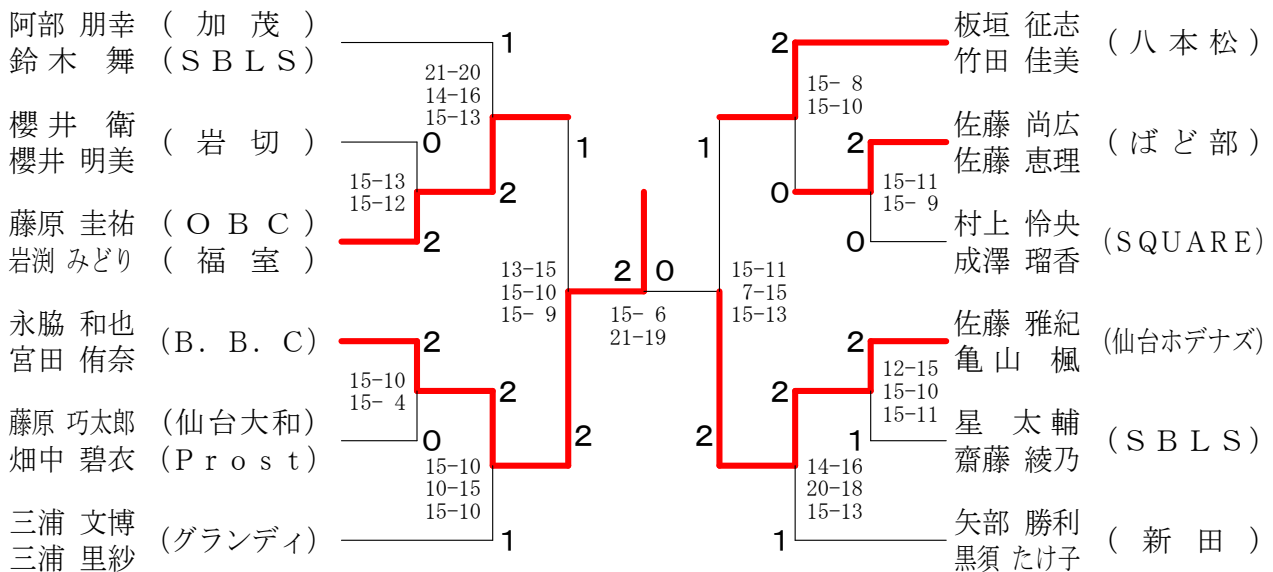 阿部 朋幸 ( 加 茂 )
鈴木 舞 (SBLS)
櫻井 衛
櫻井 明美
( 岩 切 )
藤原 圭祐 (OBC)
岩渕 みどり ( 福 室 )
永脇 和也
宮田 侑奈
(B. B. C)
藤原 巧太郎 (仙台大和)
畑中 碧衣 (Prost)
三浦 文博
三浦 里紗
(グランディ)
1
21-20
14-16
15-13
0
15-13
15-12
2
2
1
13-15
15-10
15- 9
2
15-10
15- 4
2
0
15-10
10-15
15-10
2
1
2 0
15- 6
21-19
2
15- 8
15-10
1
2
0
15-11
15- 9
0
15-11
7-15
15-13
2
2
12-15
15-10
15-11
2
1
14-16
20-18
15-13
1
板垣 征志
竹田 佳美
(八本松)
佐藤 尚広
佐藤 恵理
(ばど部)
村上 怜央
成澤 瑠香
(SQUARE)
佐藤 雅紀
亀山 楓
(仙台ホデナズ)
星 太輔
齋藤 綾乃
(SBLS)
矢部 勝利
黒須 たけ子
( 新 田 )